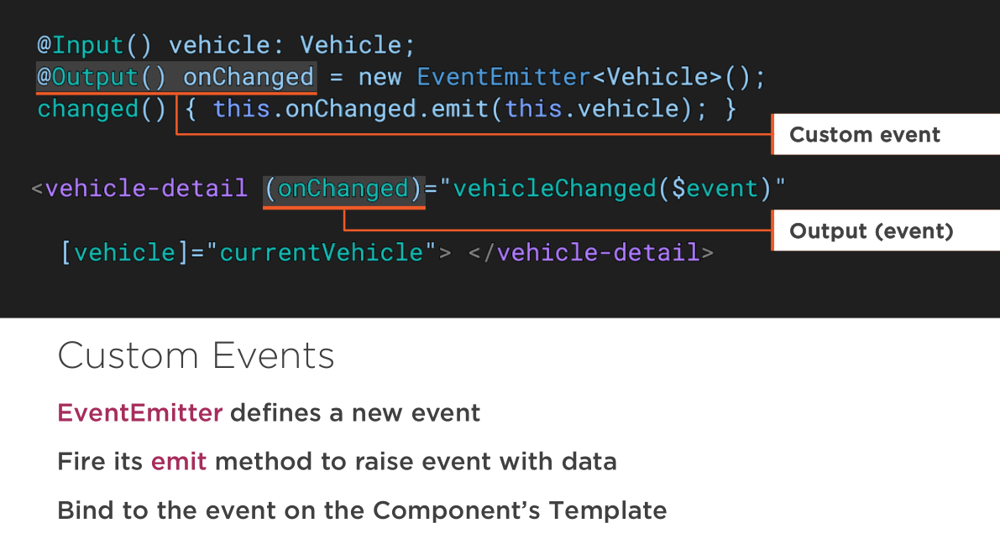 @Input() vehicle: Vehicle;
@Output() onChanged = new EventEmitter<Vehicle>();
changed() { this.onChanged.emit(this.vehicle); }
Custom event
<vehicle-detail (onChanged)="vehicleChanged($event)"
Output (event)
[vehicle]="currentVehicle"> </vehicle-detail>
Custom Events
EventEmitter defines a new event
Fire its emit method to raise event with data
Bind to the event on the Component’s Template